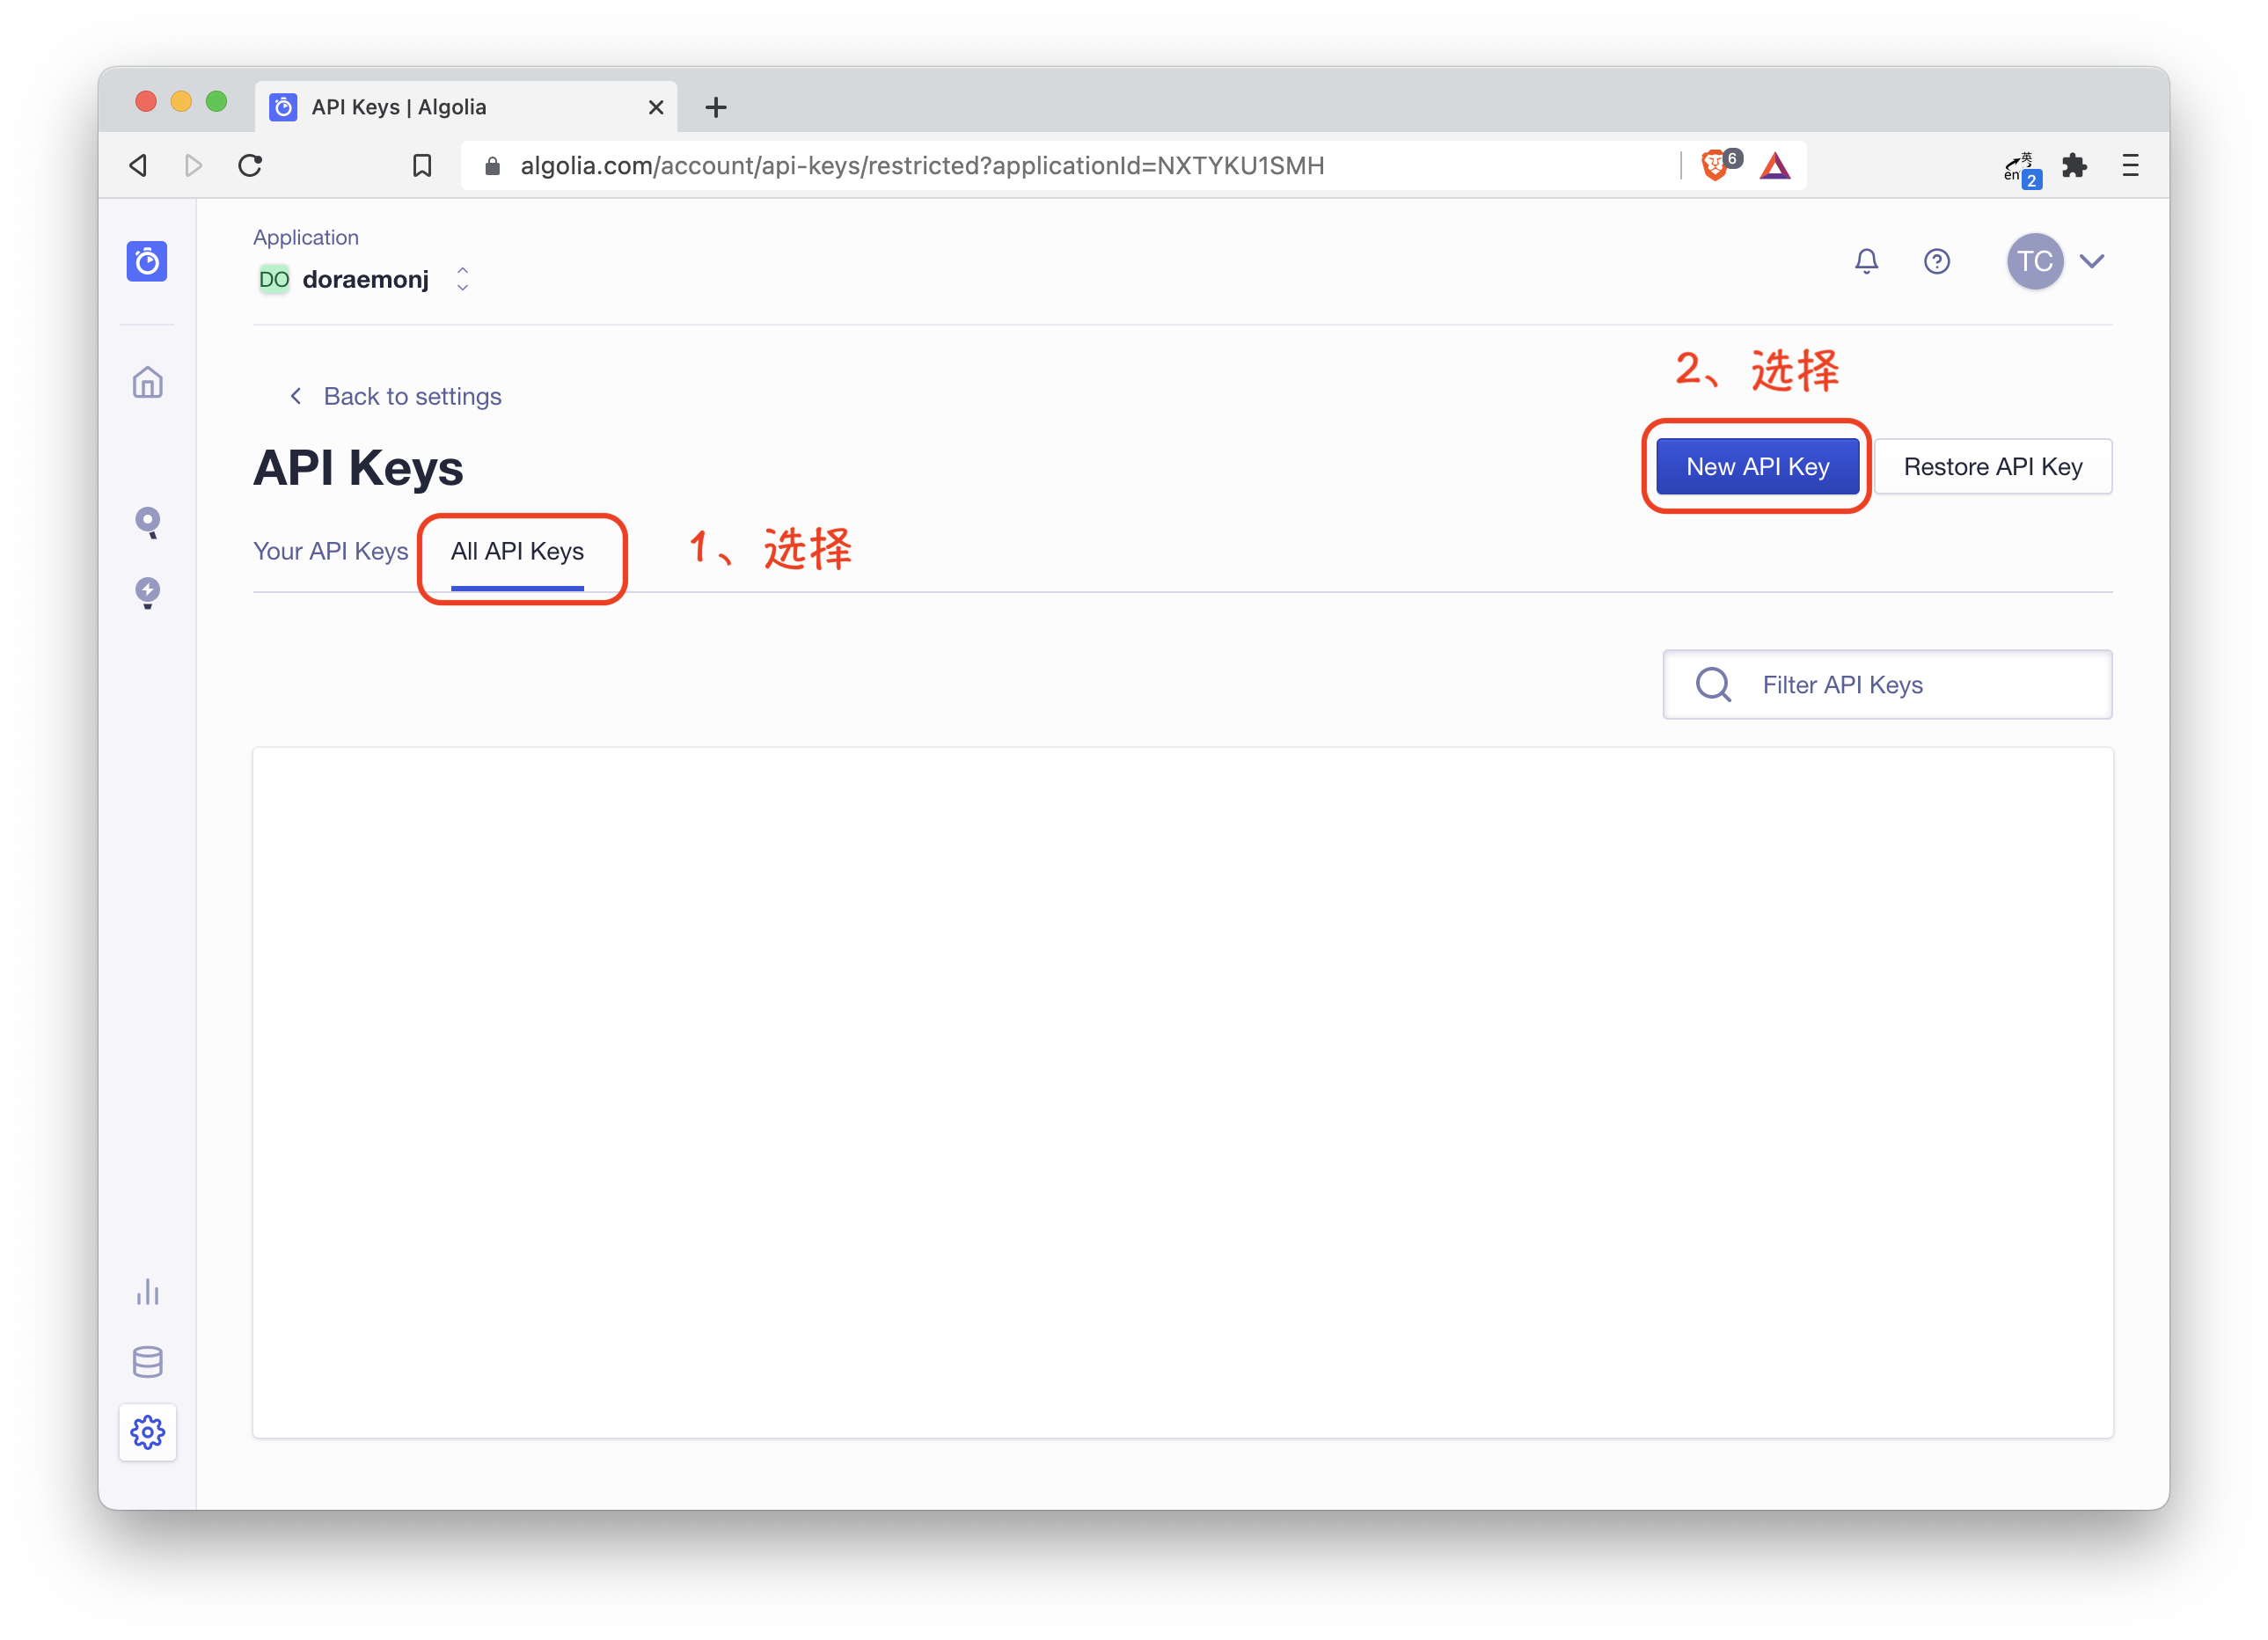 API Keys | Algolia
algolia.com/account/api-keys/restricted?applicationId=NXTYKU1SMH
6
英
en
2
Application
DO doraemonj
TC
Back to settings
2、选择
API Keys
New API Key
Restore API Key
Your API Keys
All API Keys
1、选择
Filter API Keys